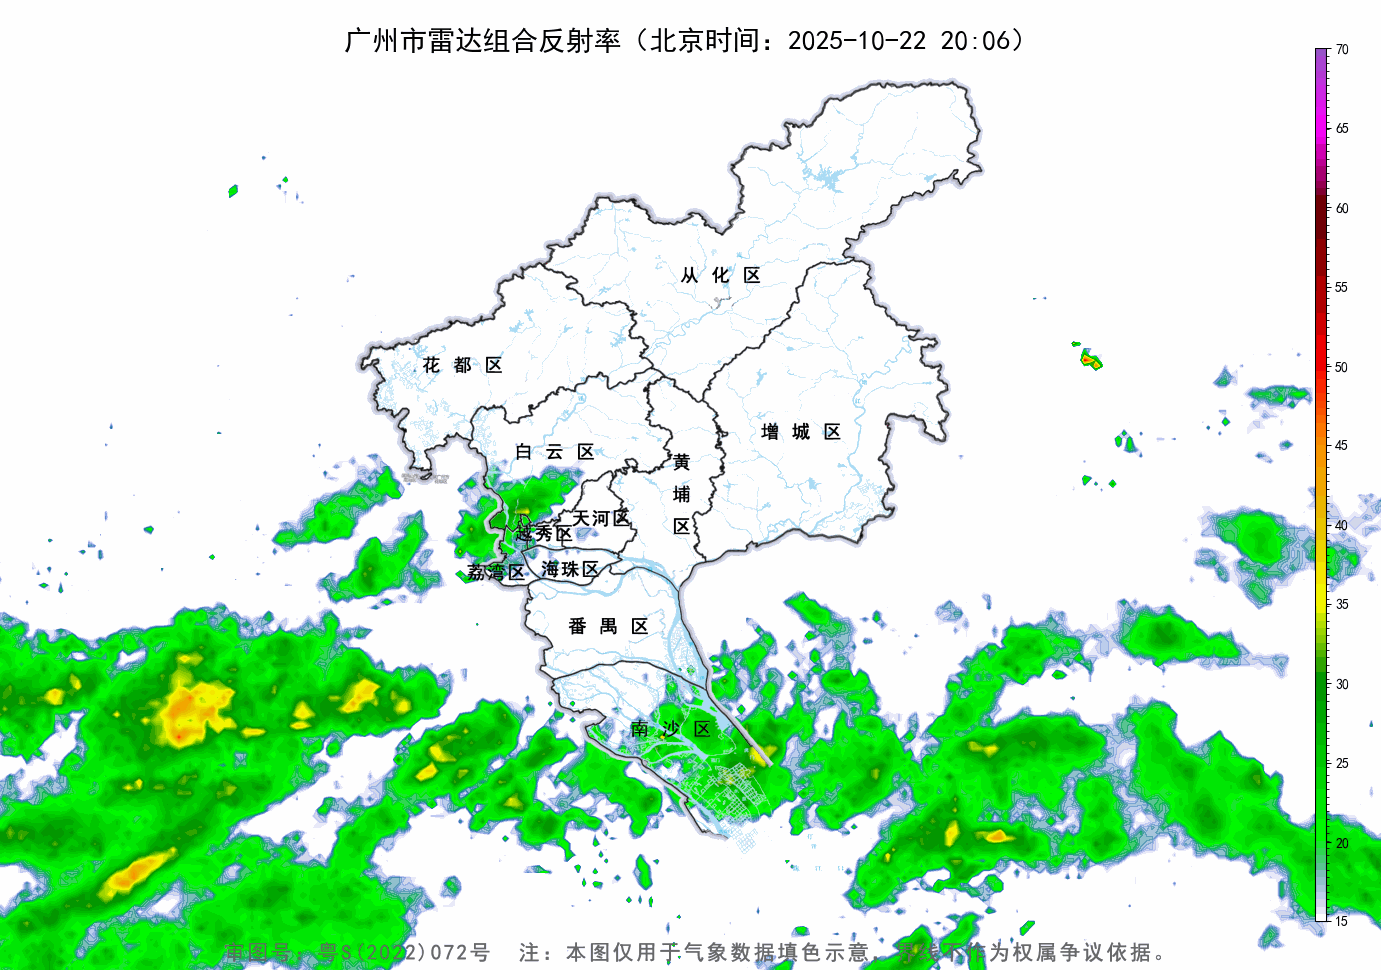 广州市雷达组合反射率（北京时间：2025-10-22 20:06）
70
65
60
55
50
45
40
35
30
25
20
15
从化区
花都区
增城区
白云区
黄埔区
天河区
越秀区
海珠区
荔湾区
番禺区
南沙区
审图号：粤S(2022)072号 注：本图仅用于气象数据填色示意，界线不作为权属争议依据。